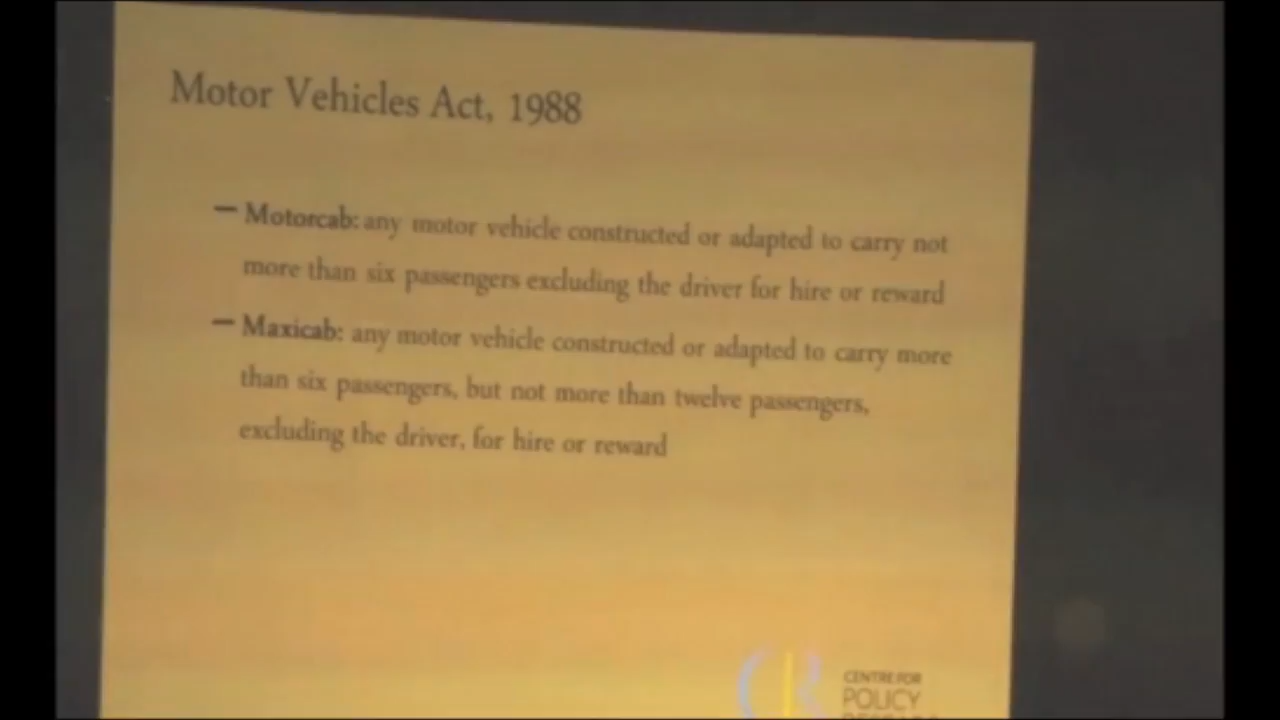 Motor Vehicles Act, 1988
— Motorcab: any motor vehicle constructed or adapted to carry not
more than six passengers excluding the driver for hire or reward
— Maxicab: any motor vehicle constructed or adapted to carry more
than six passengers, but not more than twelve passengers,
excluding the driver, for hire or reward
CENTRE FOR
POLICY